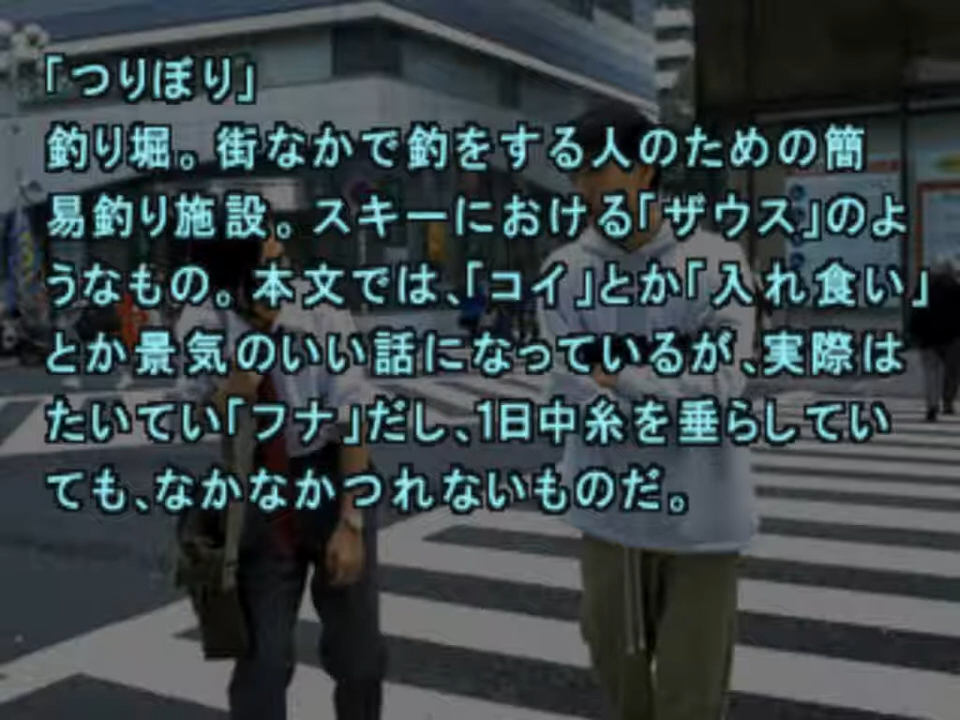 「つりぼり」
釣り堀。街なかで釣をする人のための簡
易釣り施設。スキーにおける「ザウス」のよ
うなもの。本文では、「コイ」とか「入れ食い」
とか景気のいい話になっているが、実際は
たいてい「フナ」だし、1日中糸を垂らしてい
ても、なかなかつれないものだ。